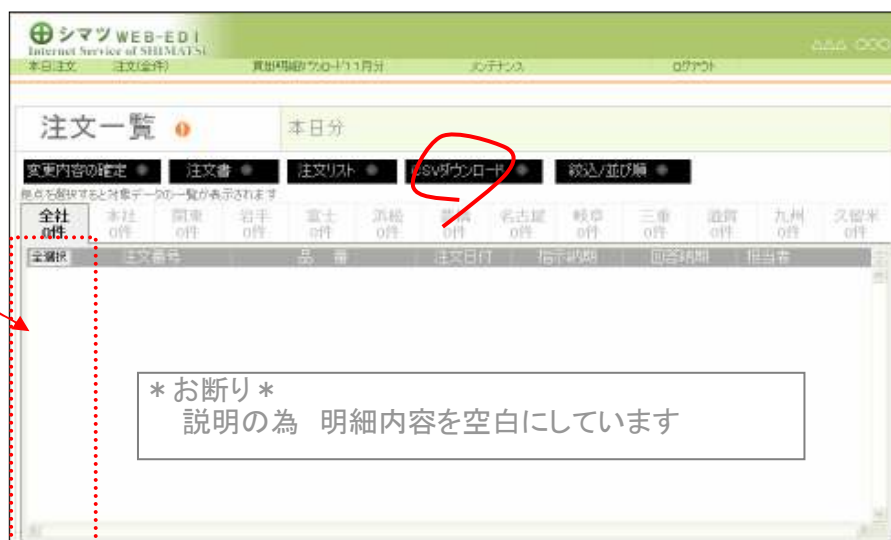 シマツ WEB-EDI
Internet Service of SHIMATSU
△△△ ○○○
本日注文 注文(全件) メンテナンス ログアウト
注文一覧 本日分
変更内容の確定 注文書 注文リスト CSVダウンロード 絞込/並び順
拠点を選択すると対象データの一覧が表示されます
全社 本社 関東 岩手 富士 浜松 豊橋 名古屋 岐阜 三重 滋賀 九州 久留米
0件 0件 0件 0件 0件 0件 0件 0件 0件 0件 0件 0件 0件
全選択 注文番号 品番 注文日付 指示納期 回答納期 担当者
*お断り*
説明の為 明細内容を空白にしています